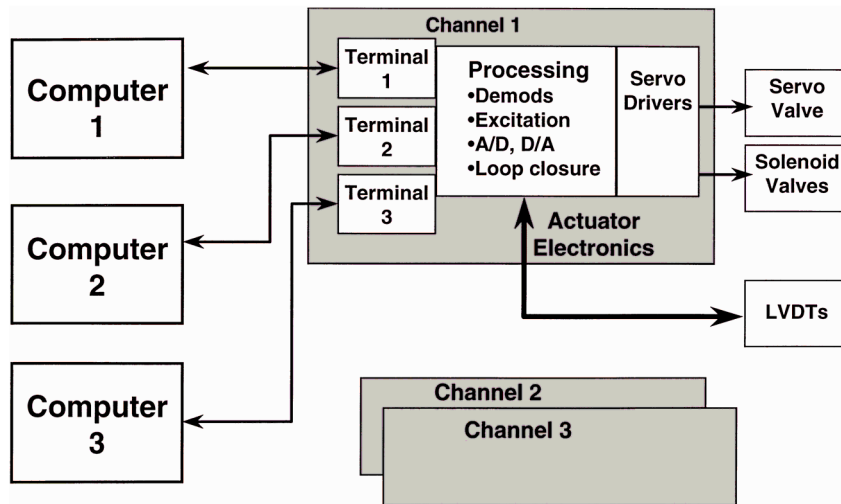 Channel 1
Computer
1
Terminal
1
Processing
•Demods
•Excitation
•A/D, D/A
•Loop closure
Servo
Drivers
Servo
Valve
Terminal
2
Solenoid
Valves
Terminal
3
Computer
2
Actuator
Electronics
LVDTs
Computer
3
Channel 2
Channel 3